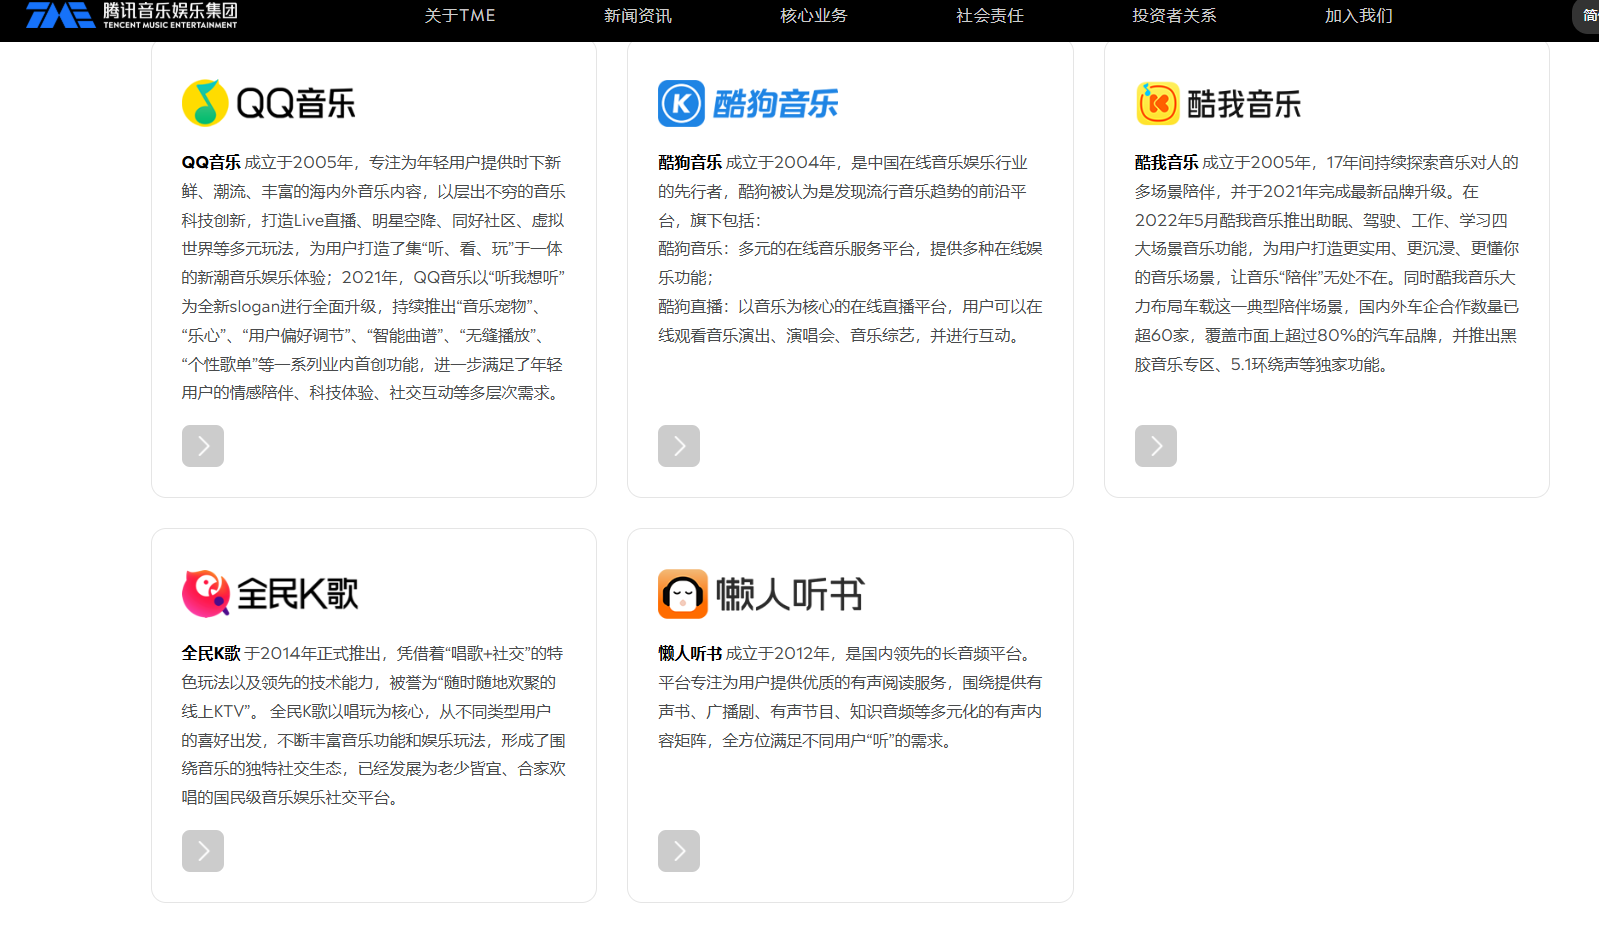 腾讯音乐娱乐集团
TENCENT MUSIC ENTERTAINMENT
关于TME
新闻资讯
核心业务
社会责任
投资者关系
加入我们
简
QQ音乐
QQ音乐 成立于2005年，专注为年轻用户提供时下新
鲜、潮流、丰富的海内外音乐内容，以层出不穷的音乐
科技创新，打造Live直播、明星空降、同好社区、虚拟
世界等多元玩法，为用户打造了集“听、看、玩”于一体
的新潮音乐娱乐体验；2021年，QQ音乐以“听我想听”
为全新slogan进行全面升级，持续推出“音乐宠物”、
“乐心”、“用户偏好调节”、“智能曲谱”、“无缝播放”、
“个性歌单”等一系列业内首创功能，进一步满足了年轻
用户的情感陪伴、科技体验、社交互动等多层次需求。
酷狗音乐
酷狗音乐 成立于2004年，是中国在线音乐娱乐行业
的先行者，酷狗被认为是发现流行音乐趋势的前沿平
台，旗下包括：
酷狗音乐：多元的在线音乐服务平台，提供多种在线娱
乐功能；
酷狗直播：以音乐为核心的在线直播平台，用户可以在
线观看音乐演出、演唱会、音乐综艺，并进行互动。
酷我音乐
酷我音乐 成立于2005年，17年间持续探索音乐对人的
多场景陪伴，并于2021年完成最新品牌升级。在
2022年5月酷我音乐推出助眠、驾驶、工作、学习四
大场景音乐功能，为用户打造更实用、更沉浸、更懂你
的音乐场景，让音乐“陪伴”无处不在。同时酷我音乐大
力布局车载这一典型陪伴场景，国内外车企合作数量已
超60家，覆盖市面上超过80%的汽车品牌，并推出黑
胶音乐专区、5.1环绕声等独家功能。
全民K歌
全民K歌 于2014年正式推出，凭借着“唱歌+社交”的特
色玩法以及领先的技术能力，被誉为“随时随地欢聚的
线上KTV”。 全民K歌以唱玩为核心，从不同类型用户
的喜好出发，不断丰富音乐功能和娱乐玩法，形成了围
绕音乐的独特社交生态，已经发展为老少皆宜、合家欢
唱的国民级音乐娱乐社交平台。
懒人听书
懒人听书 成立于2012年，是国内领先的长音频平台。
平台专注为用户提供优质的有声阅读服务，围绕提供有
声书、广播剧、有声节目、知识音频等多元化的有声内
容矩阵，全方位满足不同用户“听”的需求。